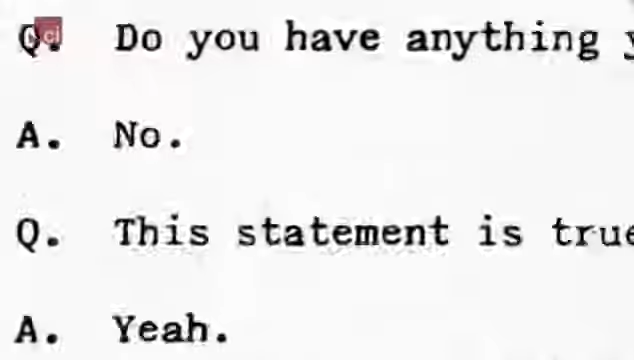 Q. Do you have anything
A. No.
Q. This statement is true
A. Yeah.